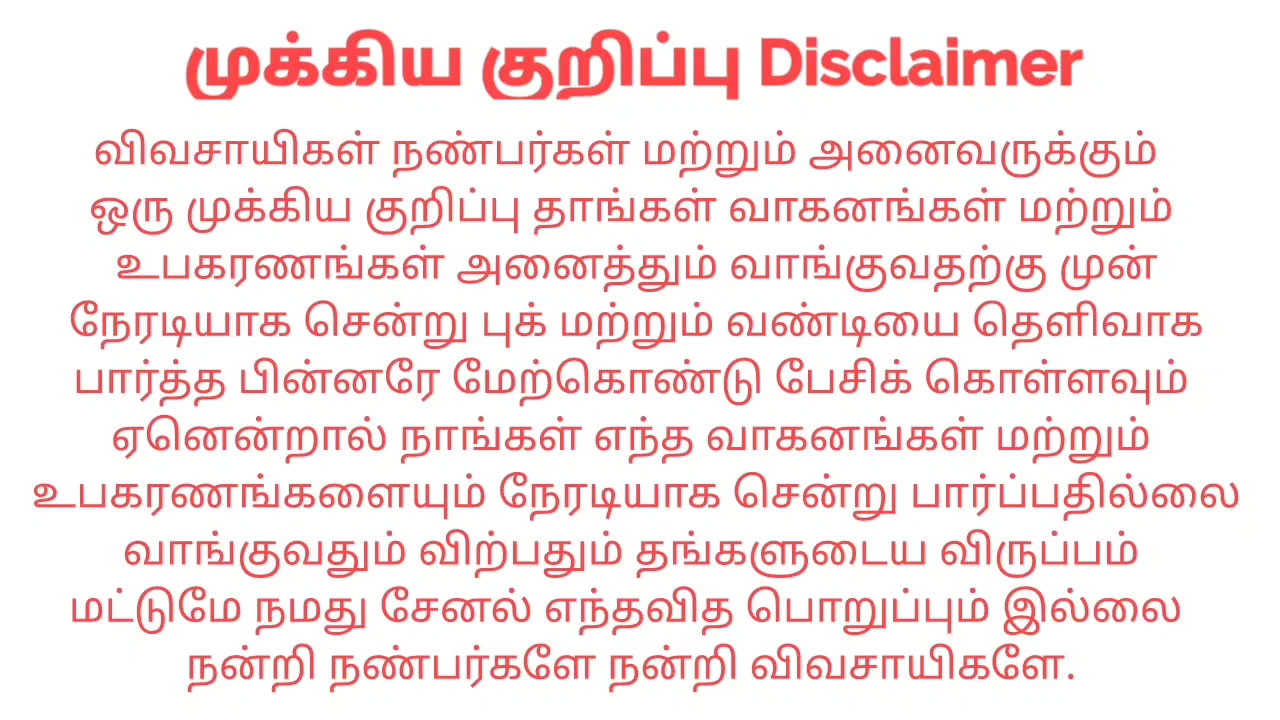 முக்கிய குறிப்பு Disclaimer
விவசாயிகள் நண்பர்கள் மற்றும் அனைவருக்கும்
ஒரு முக்கிய குறிப்பு தாங்கள் வாகனங்கள் மற்றும்
உபகரணங்கள் அனைத்தும் வாங்குவதற்கு முன்
நேரடியாக சென்று புக் மற்றும் வண்டியை தெளிவாக
பார்த்த பின்னரே மேற்கொண்டு பேசிக் கொள்ளவும்
ஏனென்றால் நாங்கள் எந்த வாகனங்கள் மற்றும்
உபகரணங்களையும் நேரடியாக சென்று பார்ப்பதில்லை
வாங்குவதும் விற்பதும் தங்களுடைய விருப்பம்
மட்டுமே நமது சேனல் எந்தவித பொறுப்பும் இல்லை
நன்றி நண்பர்களே நன்றி விவசாயிகளே.